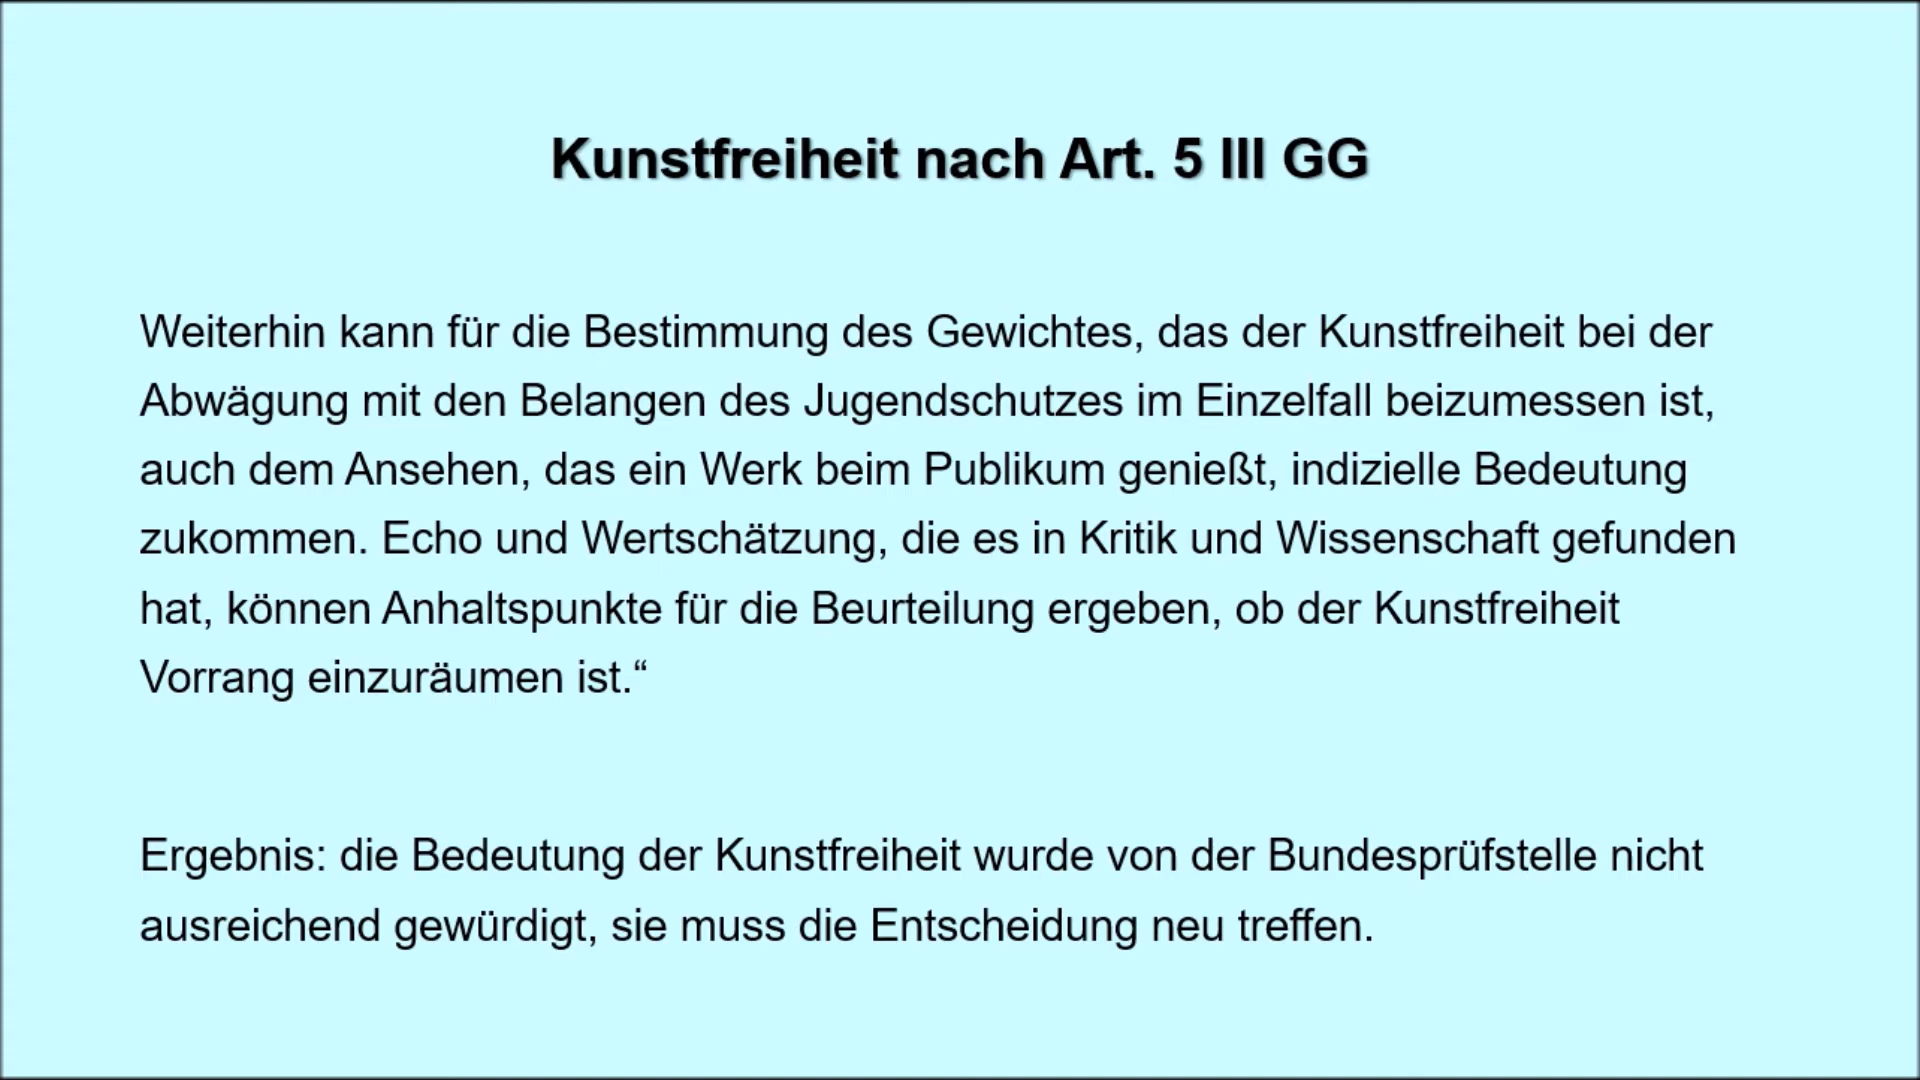 Kunstfreiheit nach Art. 5 III GG
Weiterhin kann für die Bestimmung des Gewichtes, das der Kunstfreiheit bei der
Abwägung mit den Belangen des Jugendschutzes im Einzelfall beizumessen ist,
auch dem Ansehen, das ein Werk beim Publikum genießt, indizielle Bedeutung
zukommen. Echo und Wertschätzung, die es in Kritik und Wissenschaft gefunden
hat, können Anhaltspunkte für die Beurteilung ergeben, ob der Kunstfreiheit
Vorrang einzuräumen ist.“
Ergebnis: die Bedeutung der Kunstfreiheit wurde von der Bundesprüfstelle nicht
ausreichend gewürdigt, sie muss die Entscheidung neu treffen.